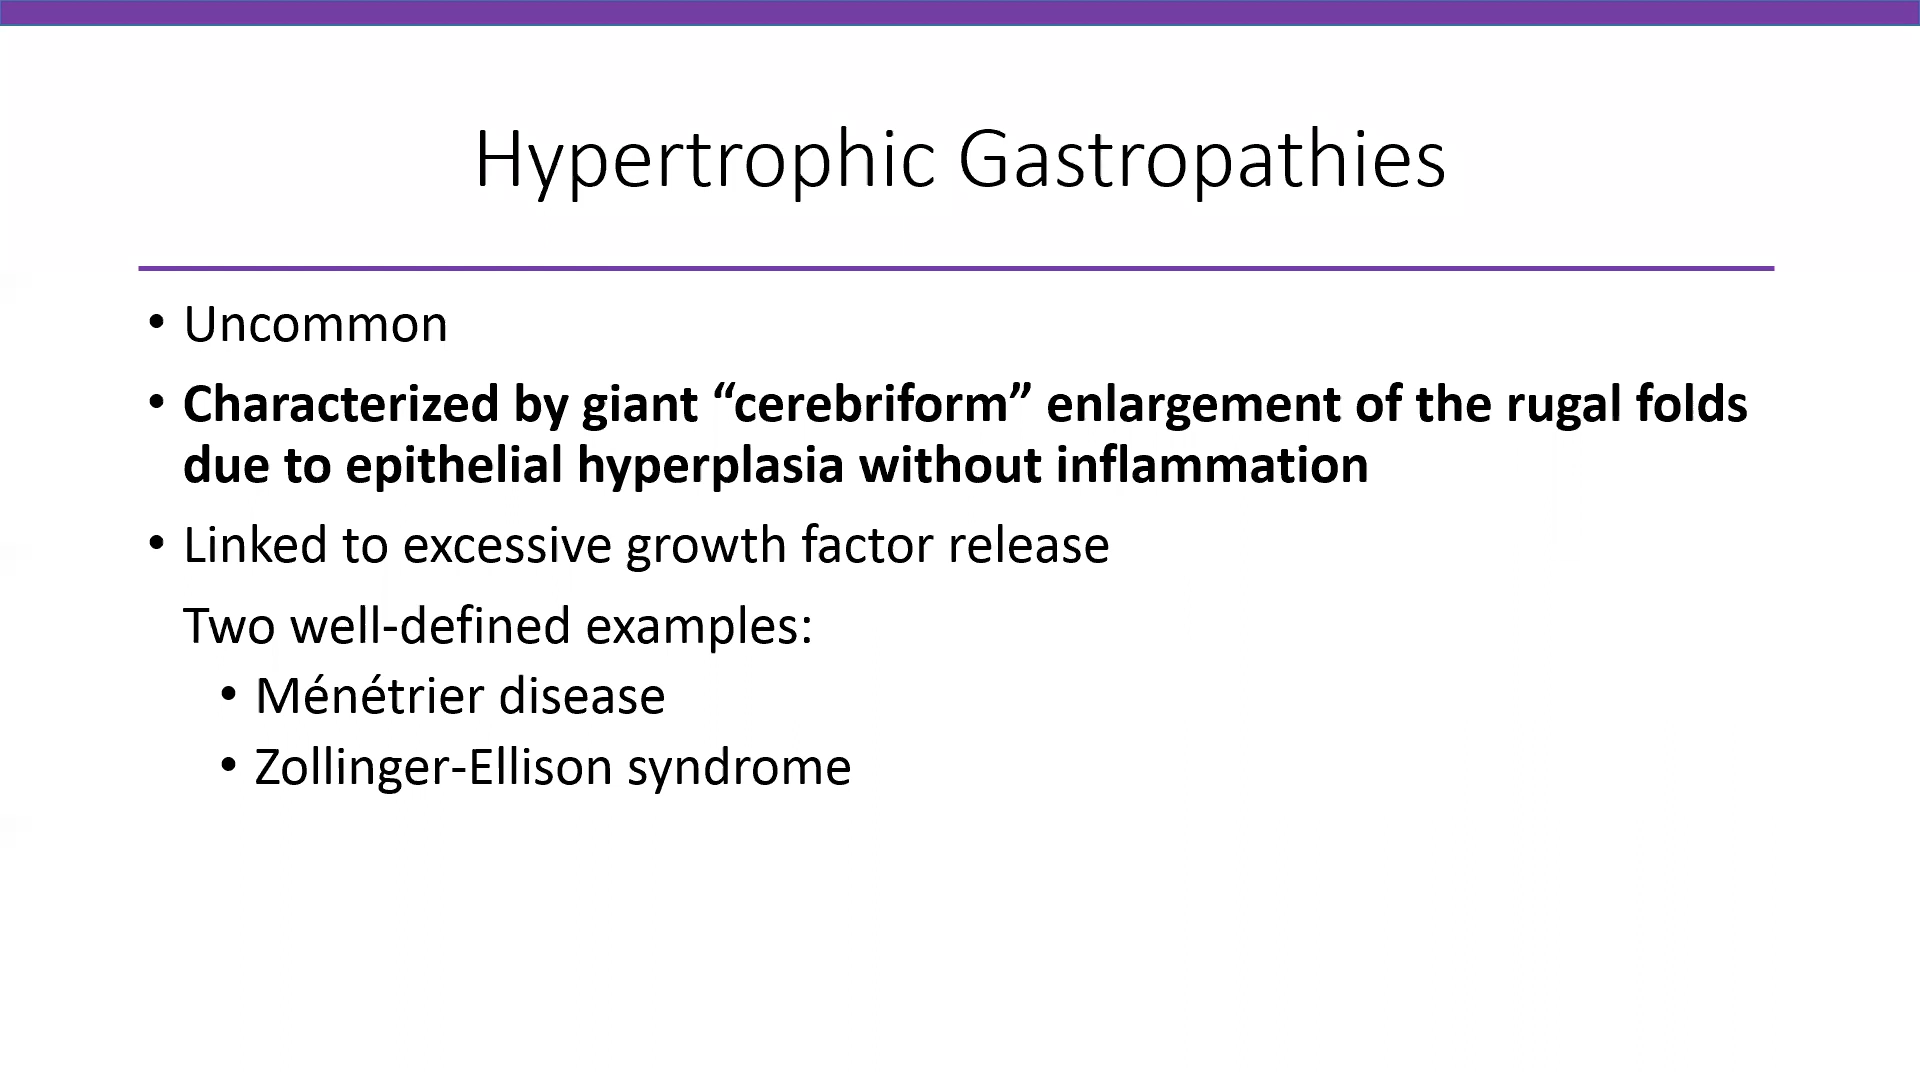 Hypertrophic Gastropathies
• Uncommon
• Characterized by giant “cerebriform” enlargement of the rugal folds
due to epithelial hyperplasia without inflammation
• Linked to excessive growth factor release
Two well-defined examples:
• Ménétrier disease
• Zollinger-Ellison syndrome